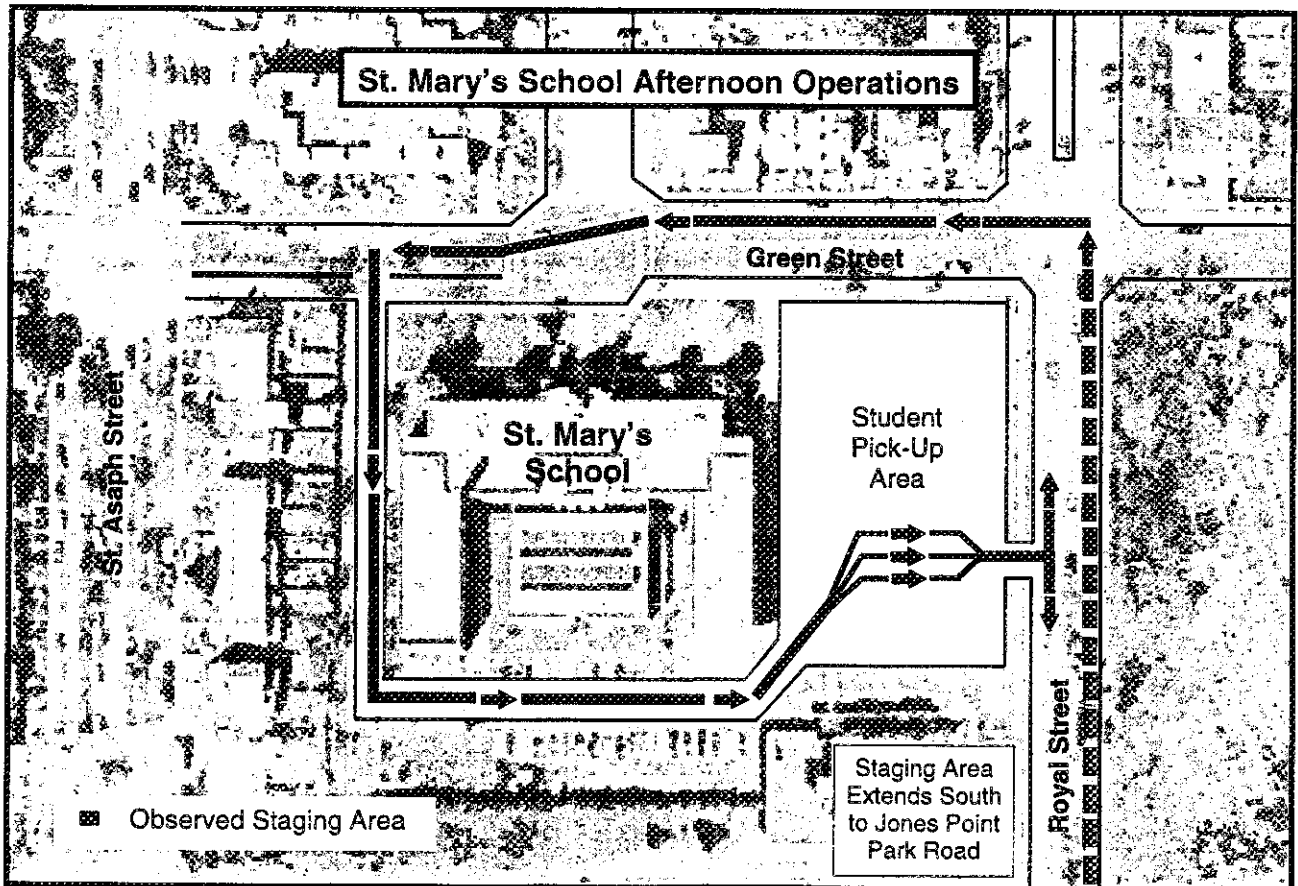 St. Mary's School Afternoon Operations
Green Street
St. Asaph Street
St. Mary's
School
Student
Pick-Up
Area
Royal Street
Staging Area
Extends South
to Jones Point
Park Road
Observed Staging Area